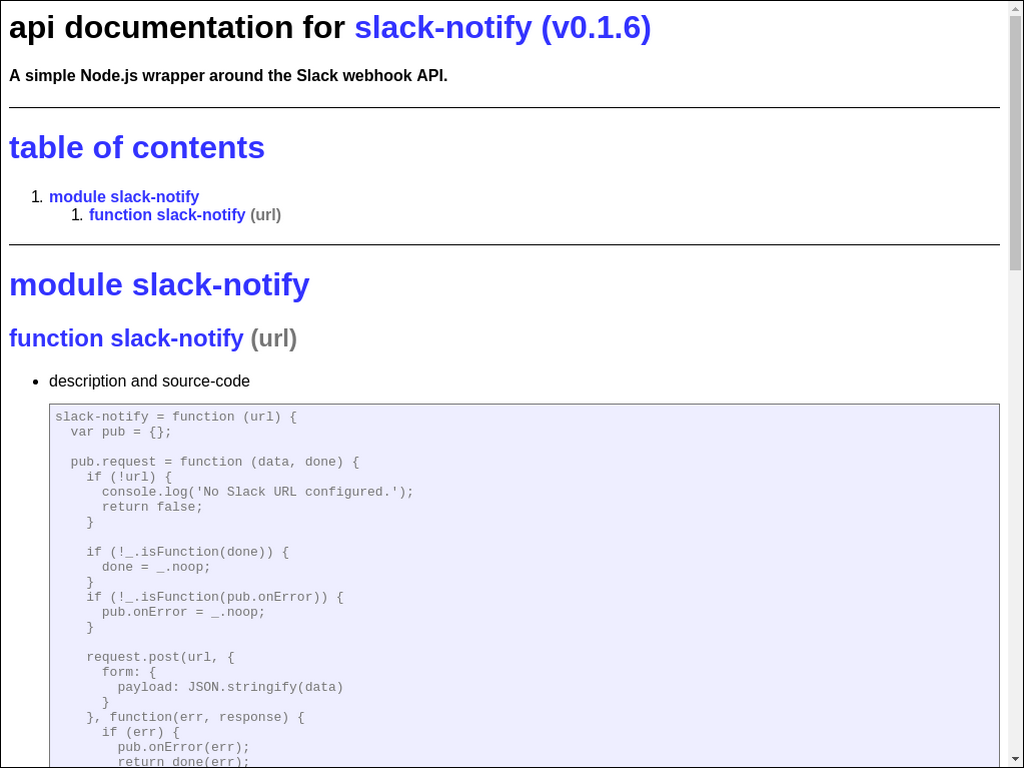 api documentation for slack-notify (v0.1.6)
A simple Node.js wrapper around the Slack webhook API.
table of contents
1. module slack-notify
1. function slack-notify (url)
module slack-notify
function slack-notify (url)
• description and source-code
slack-notify = function (url) {
  var pub = {};

  pub.request = function (data, done) {
    if (!url) {
      console.log('No Slack URL configured.');
      return false;
    }

    if (!_.isFunction(done)) {
      done = _.noop;
    }
    if (!_.isFunction(pub.onError)) {
      pub.onError = _.noop;
    }

    request.post(url, {
      form: {
        payload: JSON.stringify(data)
      }
    }, function(err, response) {
      if (err) {
        pub.onError(err);
        return done(err);